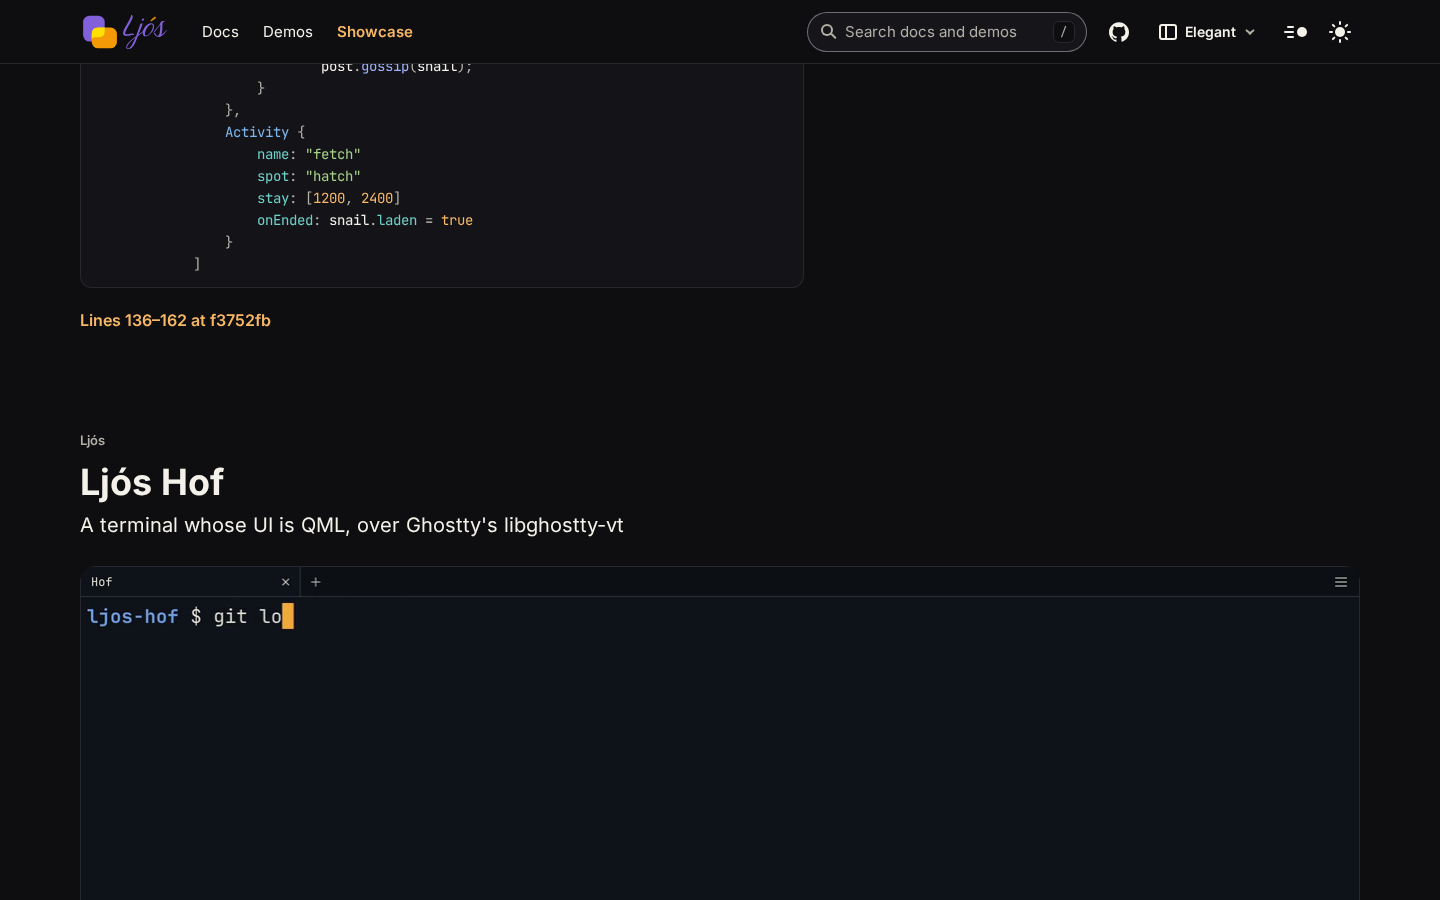 Ljós
Docs
Demos
Showcase
Search docs and demos
/
Elegant
post.gossip(snail);
}
},
Activity {
name: "fetch"
spot: "hatch"
stay: [1200, 2400]
onEnded: snail.laden = true
}
]
Lines 136–162 at f3752fb
Ljós
Ljós Hof
A terminal whose UI is QML, over Ghostty's libghostty-vt
Hof
ljos-hof $ git lo